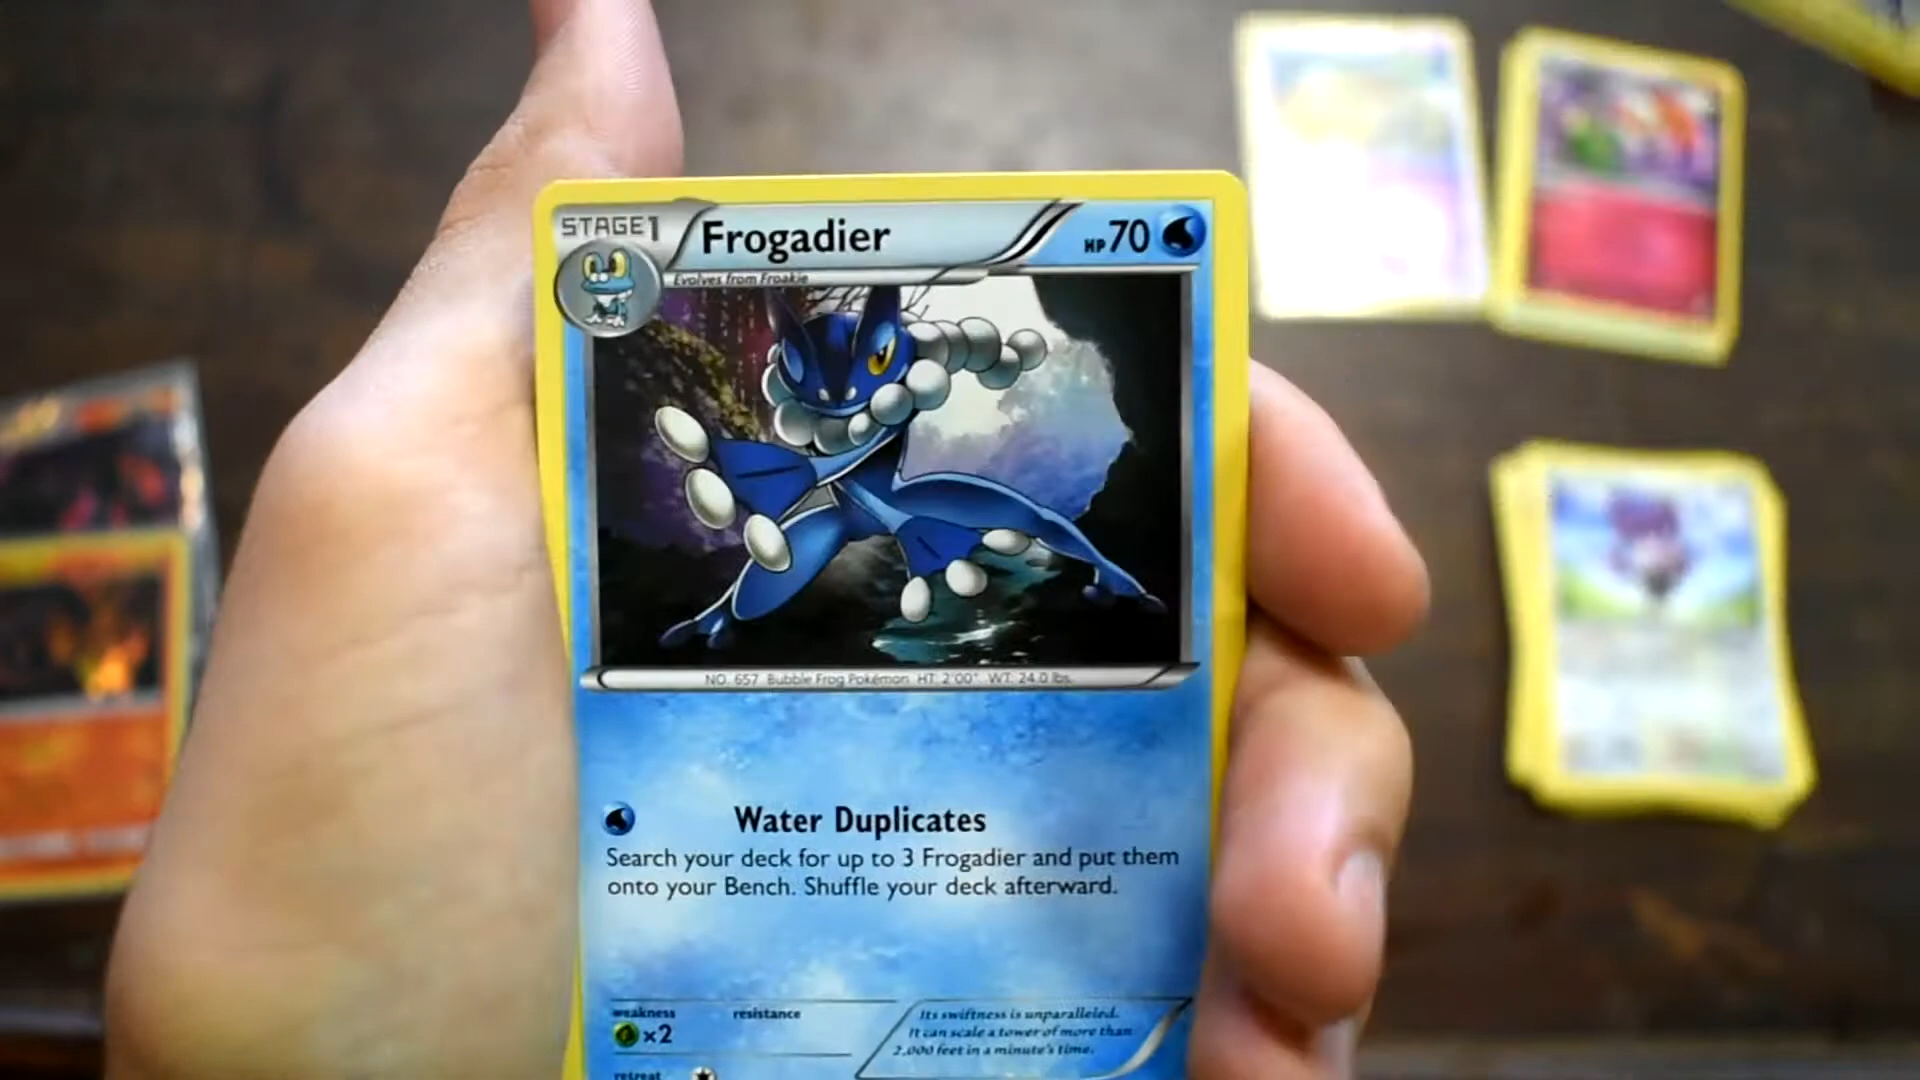 STAGE1
Frogadier
HP70
Evolves from Froakie
NO. 657 Bubble Frog Pokémon HT: 2'00" WT: 24.0 lbs.
Water Duplicates
Search your deck for up to 3 Frogadier and put them
onto your Bench. Shuffle your deck afterward.
weakness
×2
resistance
Its swiftness is unparalleled.
It can scale a tower of more than
2,000 feet in a minute's time.
retreat